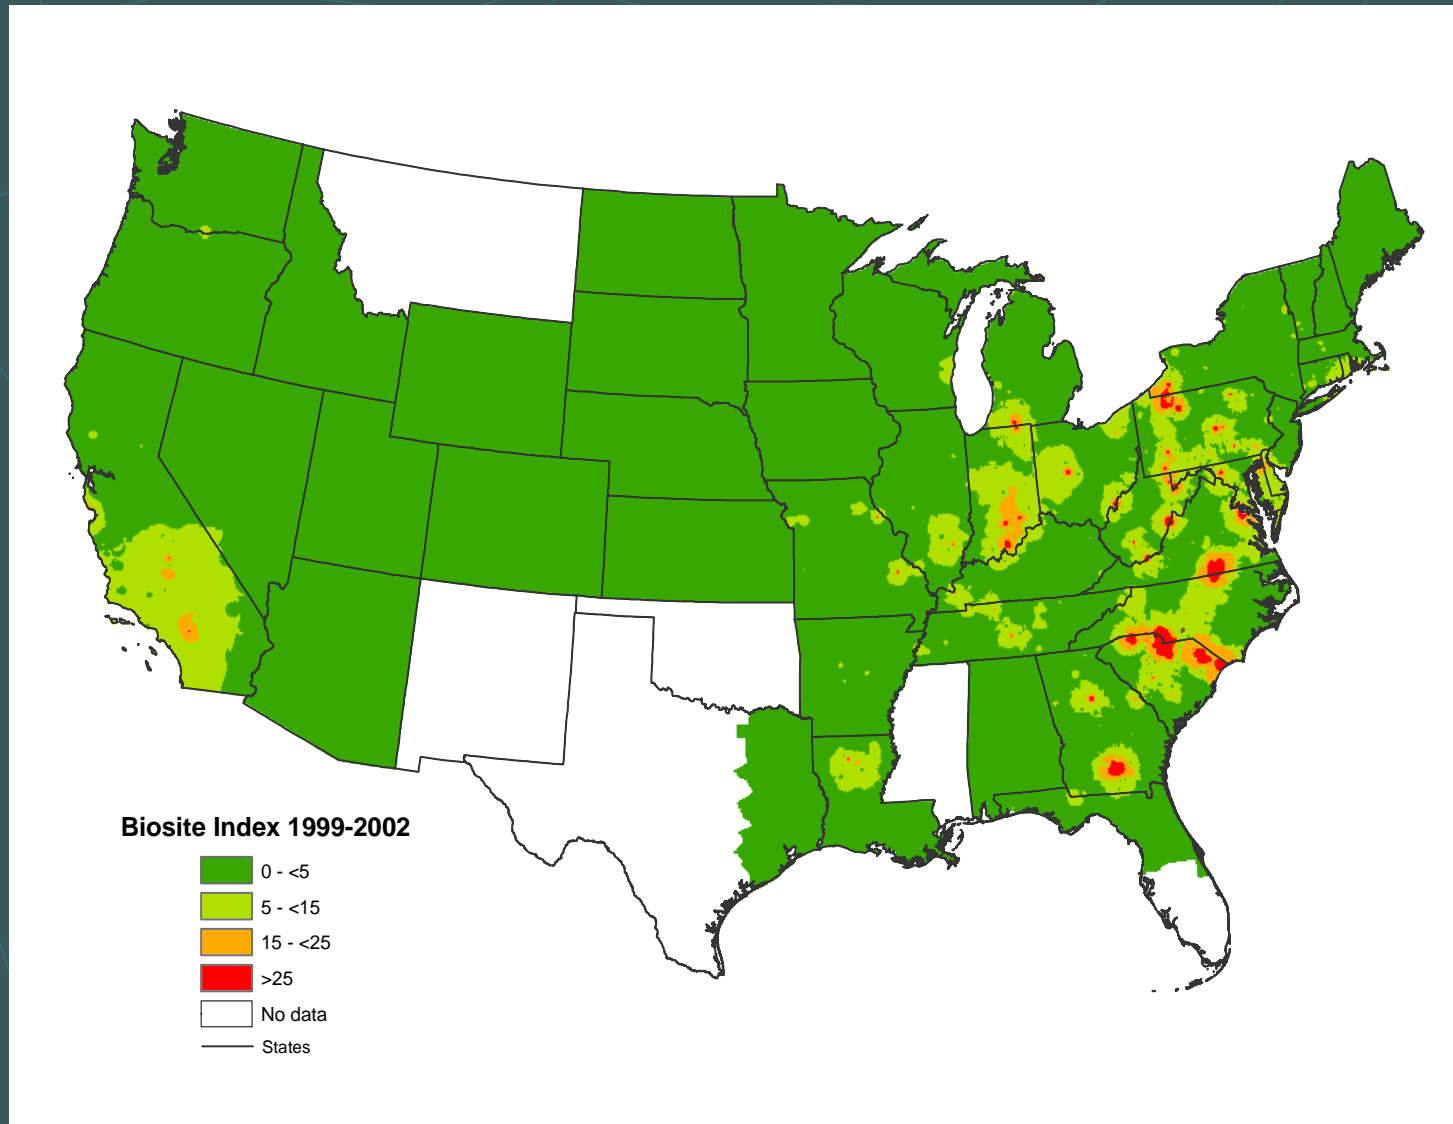 Biosite Index 1999-2002
0 - <5
5 - <15
15 - <25
>25
No data
States